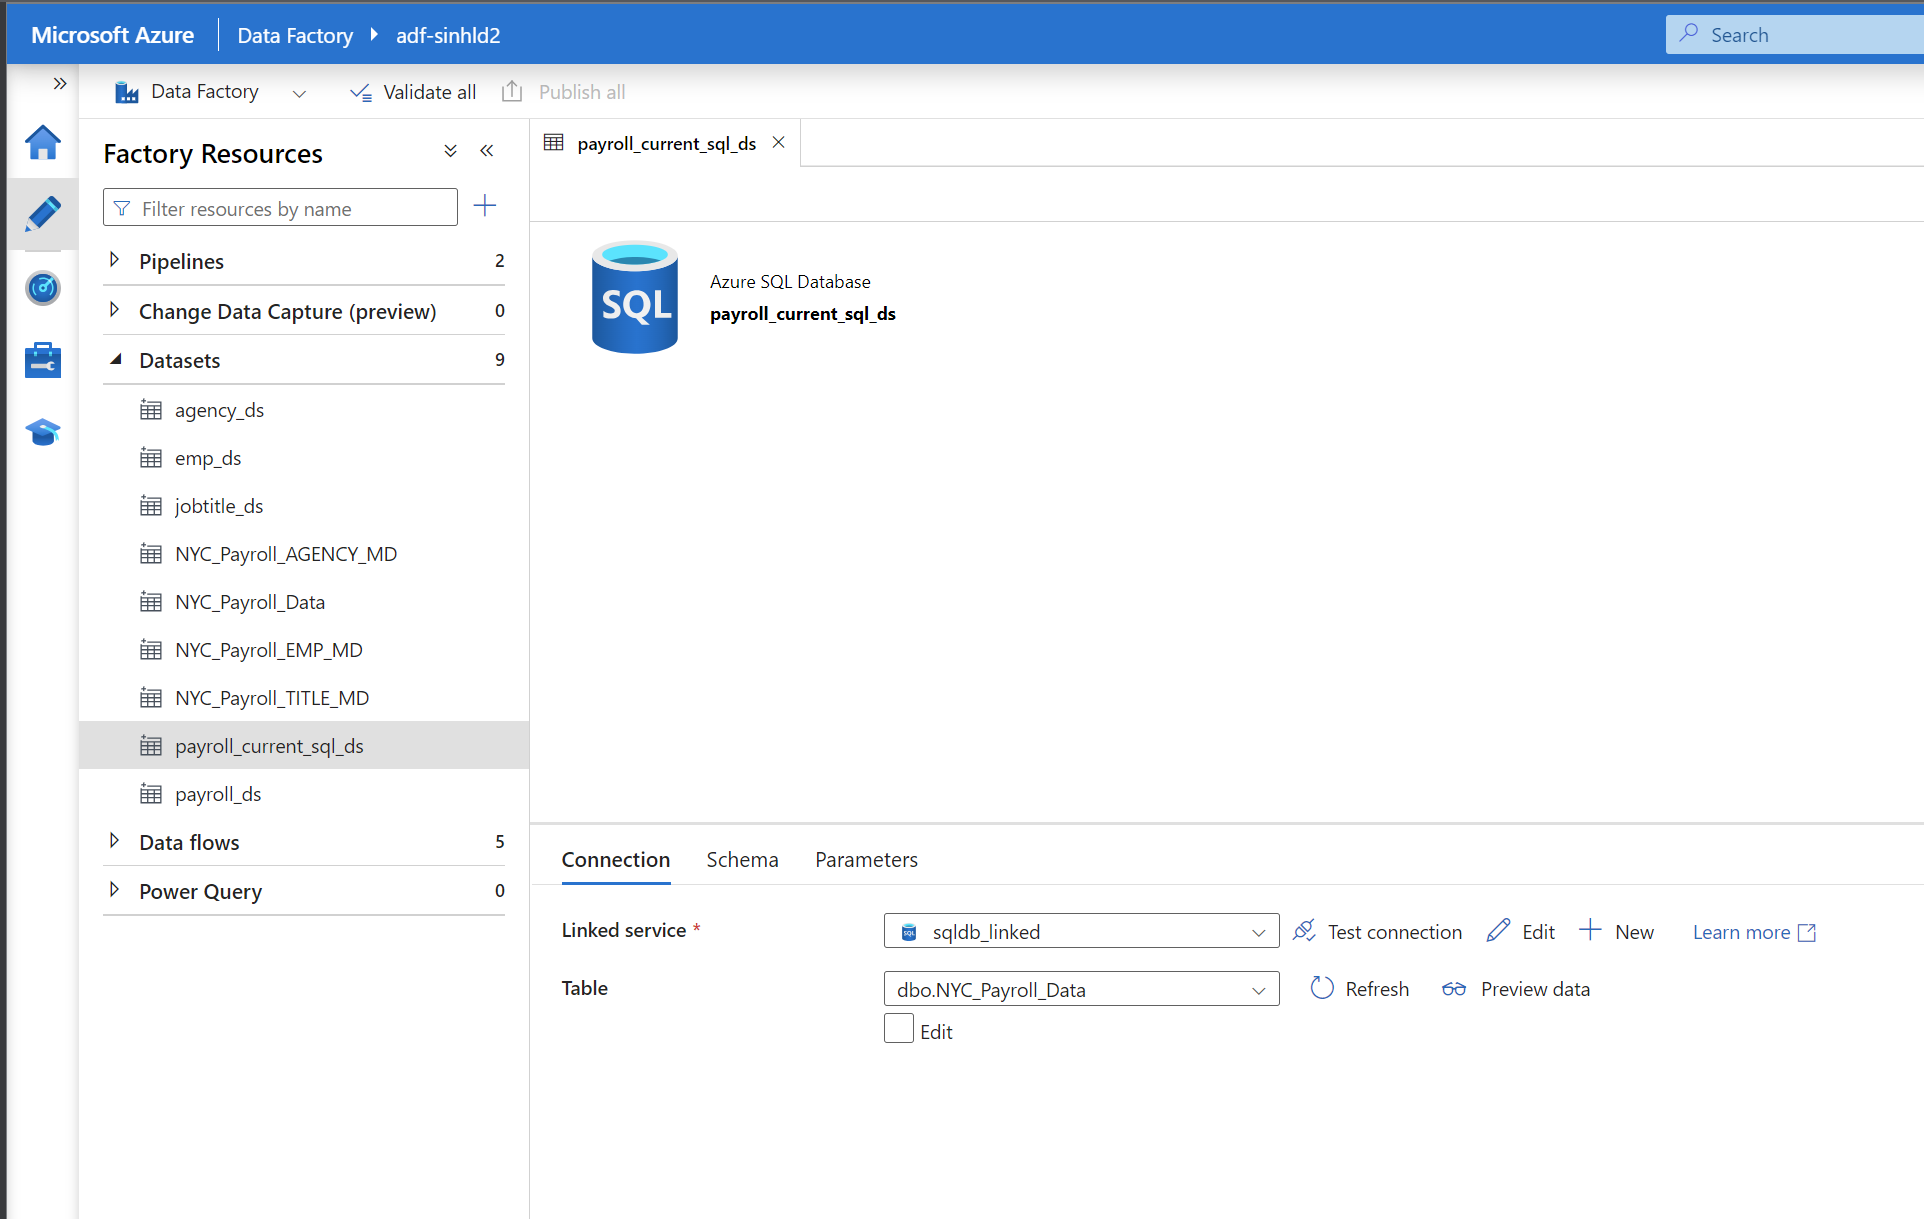 Microsoft Azure
Data Factory
adf-sinhld2
Search
Data Factory
Validate all
Publish all
Factory Resources
Filter resources by name
Pipelines 2
Change Data Capture (preview) 0
Datasets 9
agency_ds
emp_ds
jobtitle_ds
NYC_Payroll_AGENCY_MD
NYC_Payroll_Data
NYC_Payroll_EMP_MD
NYC_Payroll_TITLE_MD
payroll_current_sql_ds
payroll_ds
Data flows 5
Power Query 0
payroll_current_sql_ds
SQL
Azure SQL Database
payroll_current_sql_ds
Connection Schema Parameters
Linked service * SQL sqldb_linked Test connection Edit New Learn more
Table dbo.NYC_Payroll_Data Refresh Preview data
Edit